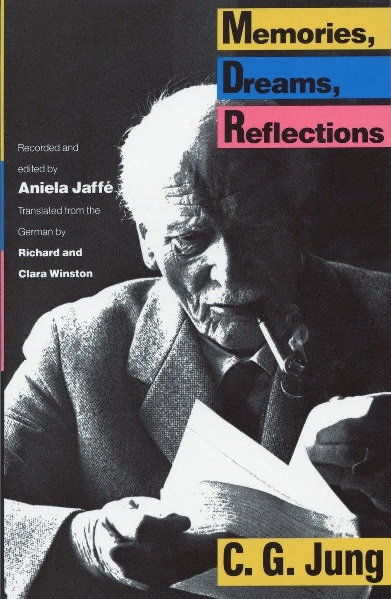 Memories,
Dreams,
Reflections
Recorded and
edited by
Aniela Jaffé
Translated from the
German by
Richard and
Clara Winston
C. G. Jung